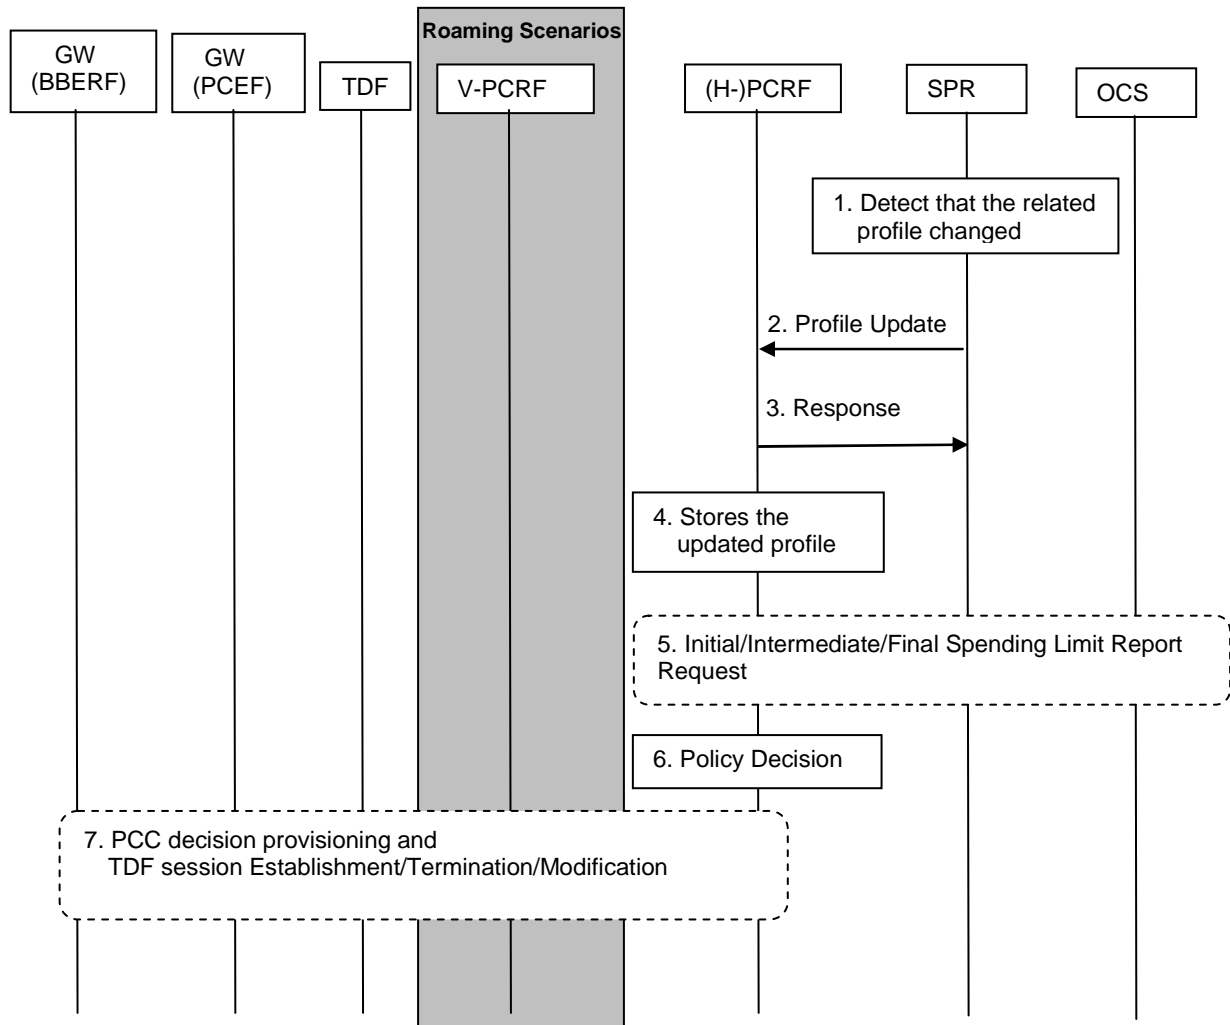 Roaming Scenarios
GW
(BBERF)
GW
(PCEF)
TDF
V-PCRF
(H-)PCRF
SPR
OCS
1. Detect that the related
profile changed
2. Profile Update
3. Response
4. Stores the
updated profile
5. Initial/Intermediate/Final Spending Limit Report
Request
6. Policy Decision
7. PCC decision provisioning and
TDF session Establishment/Termination/Modification